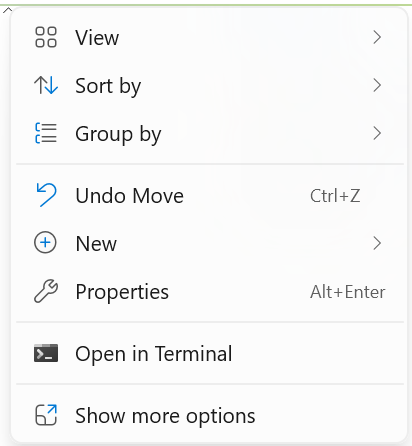 View
Sort by
Group by
Undo Move Ctrl+Z
New
Properties Alt+Enter
Open in Terminal
Show more options